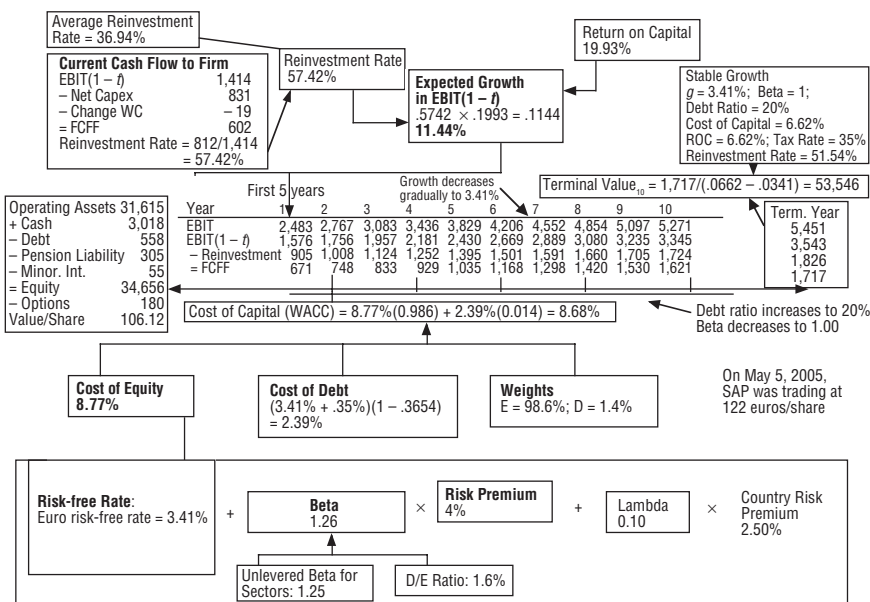 Average Reinvestment
Rate = 36.94%
Current Cash Flow to Firm
EBIT(1 – t) 1,414
– Net Capex 831
– Change WC – 19
= FCFF 602
Reinvestment Rate = 812/1,414
= 57.42%
Reinvestment Rate
57.42%
Return on Capital
19.93%
Expected Growth
in EBIT(1 – t)
.5742 × .1993 = .1144
11.44%
Stable Growth
g = 3.41%; Beta = 1;
Debt Ratio = 20%
Cost of Capital = 6.62%
ROC = 6.62%; Tax Rate = 35%
Reinvestment Rate = 51.54%
Terminal Value10 = 1,717/(.0662 – .0341) = 53,546
First 5 years
Growth decreases
gradually to 3.41%
Operating Assets 31,615
+ Cash 3,018
– Debt 558
– Pension Liability 305
– Minor. Int. 55
= Equity 34,656
– Options 180
Value/Share 106.12
Year 1 2 3 4 5 6 7 8 9 10
EBIT 2,483 2,767 3,083 3,436 3,829 4,206 4,552 4,854 5,097 5,271
EBIT(1 – t) 1,576 1,756 1,957 2,181 2,430 2,669 2,889 3,080 3,235 3,345
– Reinvestment 905 1,008 1,124 1,252 1,395 1,501 1,591 1,660 1,705 1,724
= FCFF 671 748 833 929 1,035 1,168 1,298 1,420 1,530 1,621
Term. Year
5,451
3,543
1,826
1,717
Cost of Capital (WACC) = 8.77%(0.986) + 2.39%(0.014) = 8.68%
Debt ratio increases to 20%
Beta decreases to 1.00
Cost of Equity
8.77%
Cost of Debt
(3.41% + .35%)(1 – .3654)
= 2.39%
Weights
E = 98.6%; D = 1.4%
On May 5, 2005,
SAP was trading at
122 euros/share
Risk-free Rate:
Euro risk-free rate = 3.41%
+
Beta
1.26
×
Risk Premium
4%
+
Lambda
0.10
×
Country Risk
Premium
2.50%
Unlevered Beta for
Sectors: 1.25
D/E Ratio: 1.6%